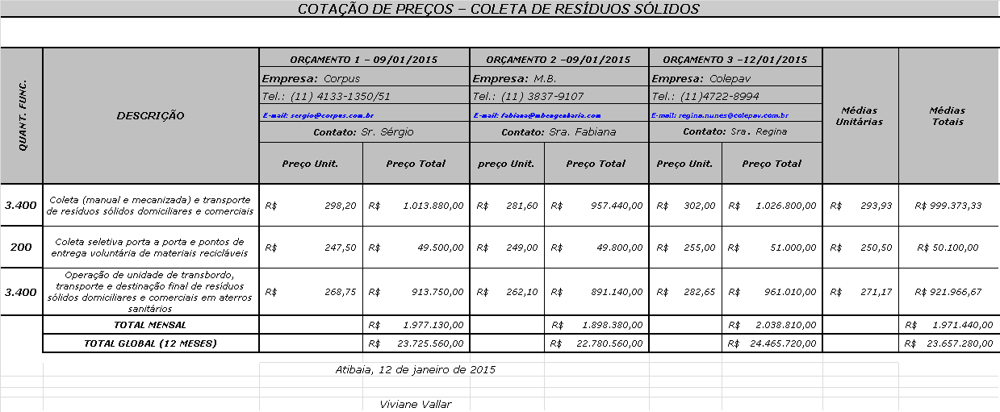 COTAÇÃO DE PREÇOS – COLETA DE RESÍDUOS SÓLIDOS
QUANT. FUNC.
DESCRIÇÃO
ORÇAMENTO 1 – 09/01/2015
ORÇAMENTO 2 –09/01/2015
ORÇAMENTO 3 –12/01/2015
Médias Unitárias
Médias Totais
Empresa: Corpus
Empresa: M.B.
Empresa: Colepav
Tel.: (11) 4133-1350/51
Tel.: (11) 3837-9107
Tel.: (11)4722-8994
E-mail: sergio@corpus.com.br
E-mail: fabiana@mbengenharia.com
E-mail: regina.nunes@colepav.com.br
Contato: Sr. Sérgio
Contato: Sra. Fabiana
Contato: Sra. Regina
Preço Unit. Preço Total preço Unit. Preço Total Preço Unit. Preço Total
3.400
Coleta (manual e mecanizada) e transporte
de resíduos sólidos domiciliares e comerciais
R$ 298,20 R$ 1.013.880,00 R$ 281,60 R$ 957.440,00 R$ 302,00 R$ 1.026.800,00 R$ 293,93 R$ 999.373,33
200
Coleta seletiva porta a porta e pontos de
entrega voluntária de materiais recicláveis
R$ 247,50 R$ 49.500,00 R$ 249,00 R$ 49.800,00 R$ 255,00 R$ 51.000,00 R$ 250,50 R$ 50.100,00
3.400
Operação de unidade de transbordo,
transporte e destinação final de resíduos
sólidos domiciliares e comerciais em aterros
sanitários
R$ 268,75 R$ 913.750,00 R$ 262,10 R$ 891.140,00 R$ 282,65 R$ 961.010,00 R$ 271,17 R$ 921.966,67
TOTAL MENSAL R$ 1.977.130,00 R$ 1.898.380,00 R$ 2.038.810,00 R$ 1.971.440,00
TOTAL GLOBAL (12 MESES) R$ 23.725.560,00 R$ 22.780.560,00 R$ 24.465.720,00 R$ 23.657.280,00
Atibaia, 12 de janeiro de 2015
Viviane Vallar